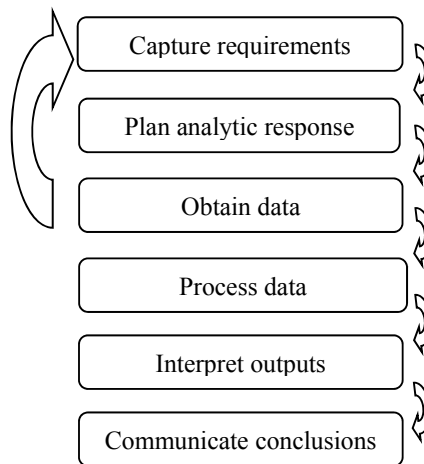 Capture requirements
Plan analytic response
Obtain data
Process data
Interpret outputs
Communicate conclusions